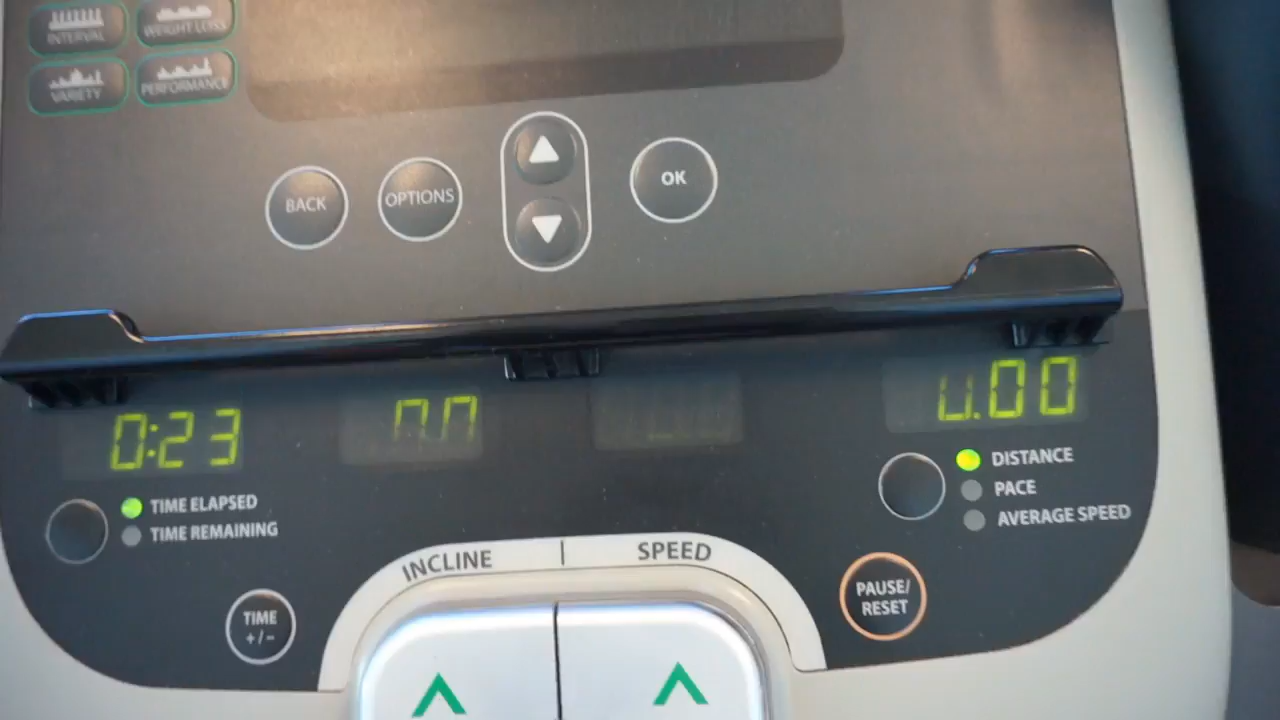 INTERVAL
WEIGHT LOSS
VARIETY
PERFORMANCE
BACK
OPTIONS
OK
0:23
.00
TIME ELAPSED
TIME REMAINING
DISTANCE
PACE
AVERAGE SPEED
INCLINE
SPEED
TIME
+/-
PAUSE/
RESET